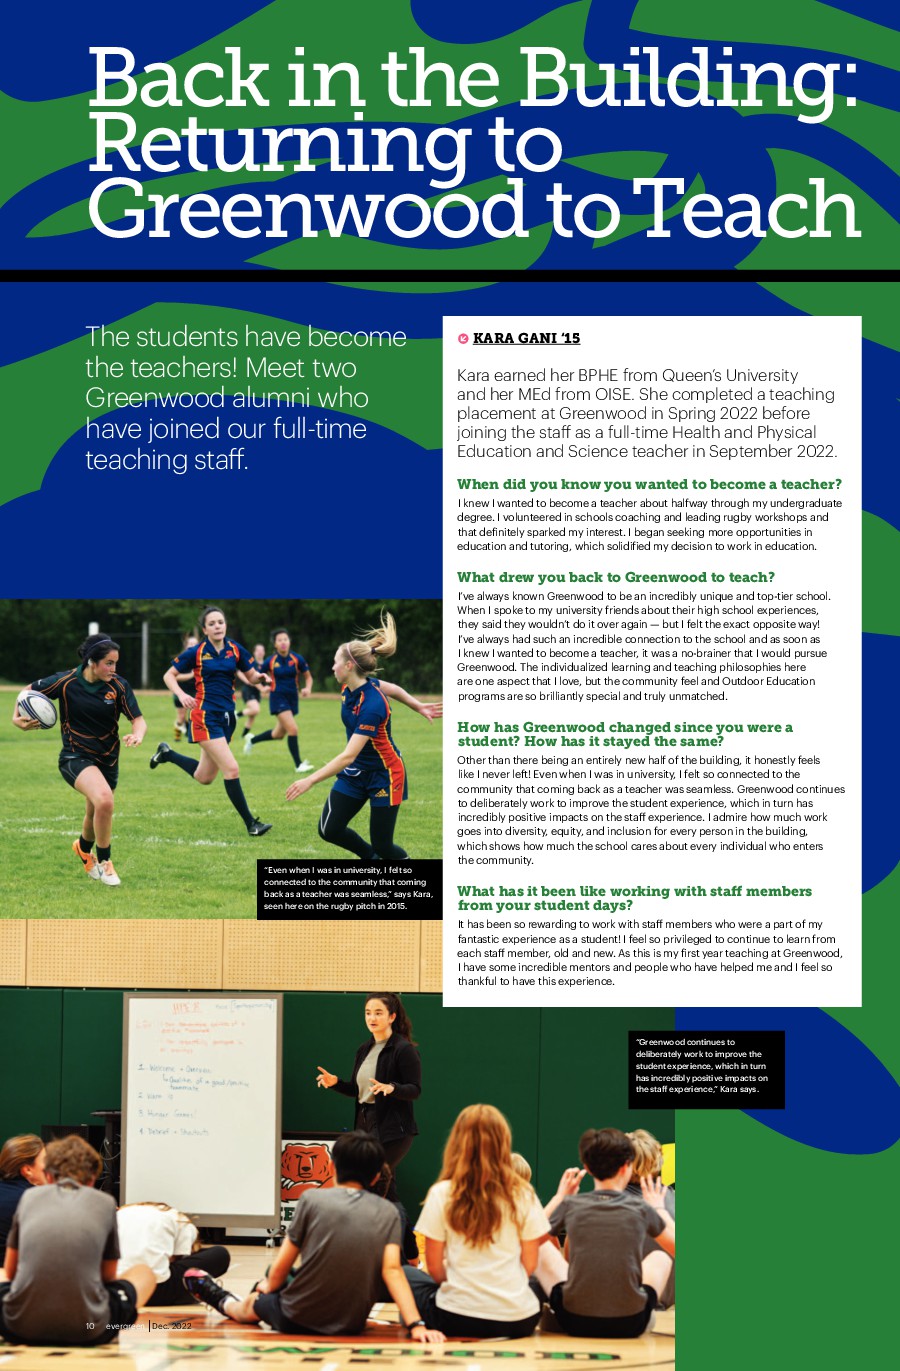 Back in the Building:
Returning to
Greenwood to Teach
The students have become
the teachers! Meet two
Greenwood alumni who
have joined our full-time
teaching staff.
KARA GANI ‘15
Kara earned her BPHE from Queen’s University
and her MEd from OISE. She completed a teaching
placement at Greenwood in Spring 2022 before
joining the staff as a full-time Health and Physical
Education and Science teacher in September 2022.
When did you know you wanted to become a teacher?
I knew I wanted to become a teacher about halfway through my undergraduate
degree. I volunteered in schools coaching and leading rugby workshops and
that definitely sparked my interest. I began seeking more opportunities in
education and tutoring, which solidified my decision to work in education.
What drew you back to Greenwood to teach?
I’ve always known Greenwood to be an incredibly unique and top-tier school.
When I spoke to my university friends about their high school experiences,
they said they wouldn’t do it over again — but I felt the exact opposite way!
I’ve always had such an incredible connection to the school and as soon as
I knew I wanted to become a teacher, it was a no-brainer that I would pursue
Greenwood. The individualized learning and teaching philosophies here
are one aspect that I love, but the community feel and Outdoor Education
programs are so brilliantly special and truly unmatched.
How has Greenwood changed since you were a
student? How has it stayed the same?
Other than there being an entirely new half of the building, it honestly feels
like I never left! Even when I was in university, I felt so connected to the
community that coming back as a teacher was seamless. Greenwood continues
to deliberately work to improve the student experience, which in turn has
incredibly positive impacts on the staff experience. I admire how much work
goes into diversity, equity, and inclusion for every person in the building,
which shows how much the school cares about every individual who enters
the community.
What has it been like working with staff members
from your student days?
It has been so rewarding to work with staff members who were a part of my
fantastic experience as a student! I feel so privileged to continue to learn from
each staff member, old and new. As this is my first year teaching at Greenwood,
I have some incredible mentors and people who have helped me and I feel so
thankful to have this experience.
“Even when I was in university, I felt so
connected to the community that coming
back as a teacher was seamless,” says Kara,
seen here on the rugby pitch in 2015.
“Greenwood continues to
deliberately work to improve the
student experience, which in turn
has incredibly positive impacts on
the staff experience,” Kara says.
10 evergreen | Dec. 2022